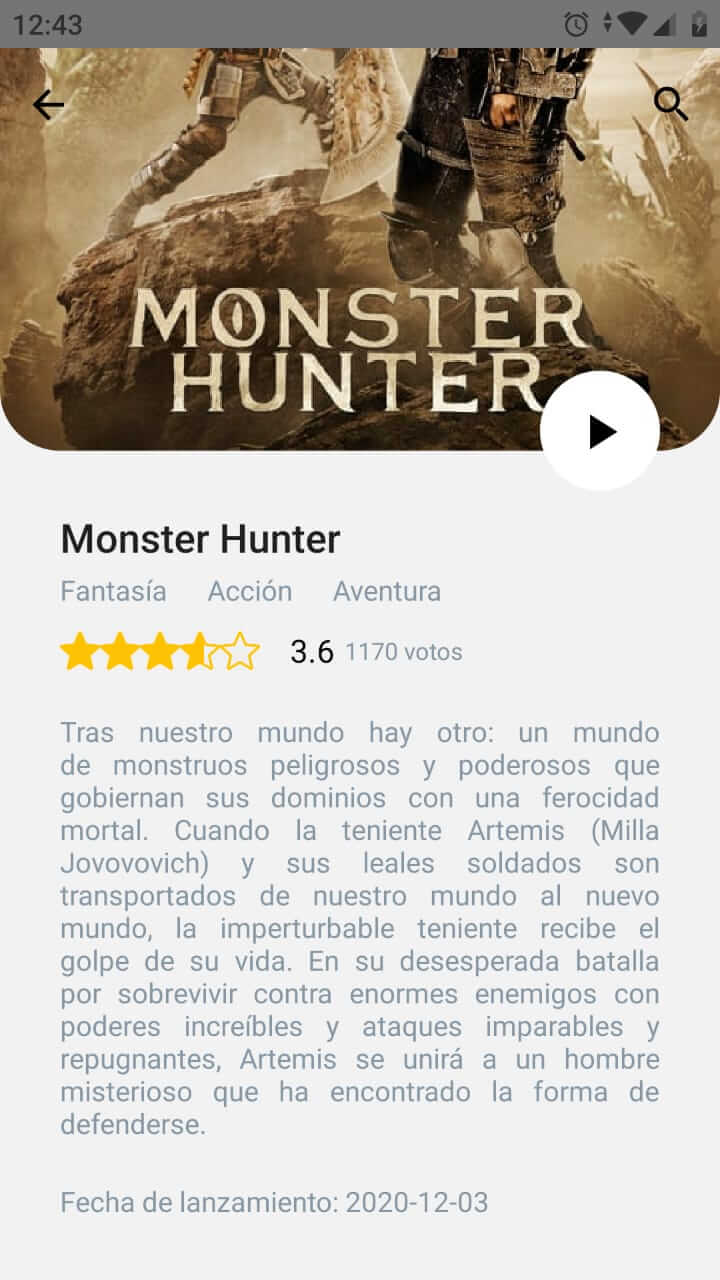 12:43
MONSTER
HUNTER
Monster Hunter
Fantasía Acción Aventura
3.6 1170 votos
Tras nuestro mundo hay otro: un mundo
de monstruos peligrosos y poderosos que
gobiernan sus dominios con una ferocidad
mortal. Cuando la teniente Artemis (Milla
Jovovovich) y sus leales soldados son
transportados de nuestro mundo al nuevo
mundo, la imperturbable teniente recibe el
golpe de su vida. En su desesperada batalla
por sobrevivir contra enormes enemigos con
poderes increíbles y ataques imparables y
repugnantes, Artemis se unirá a un hombre
misterioso que ha encontrado la forma de
defenderse.
Fecha de lanzamiento: 2020-12-03